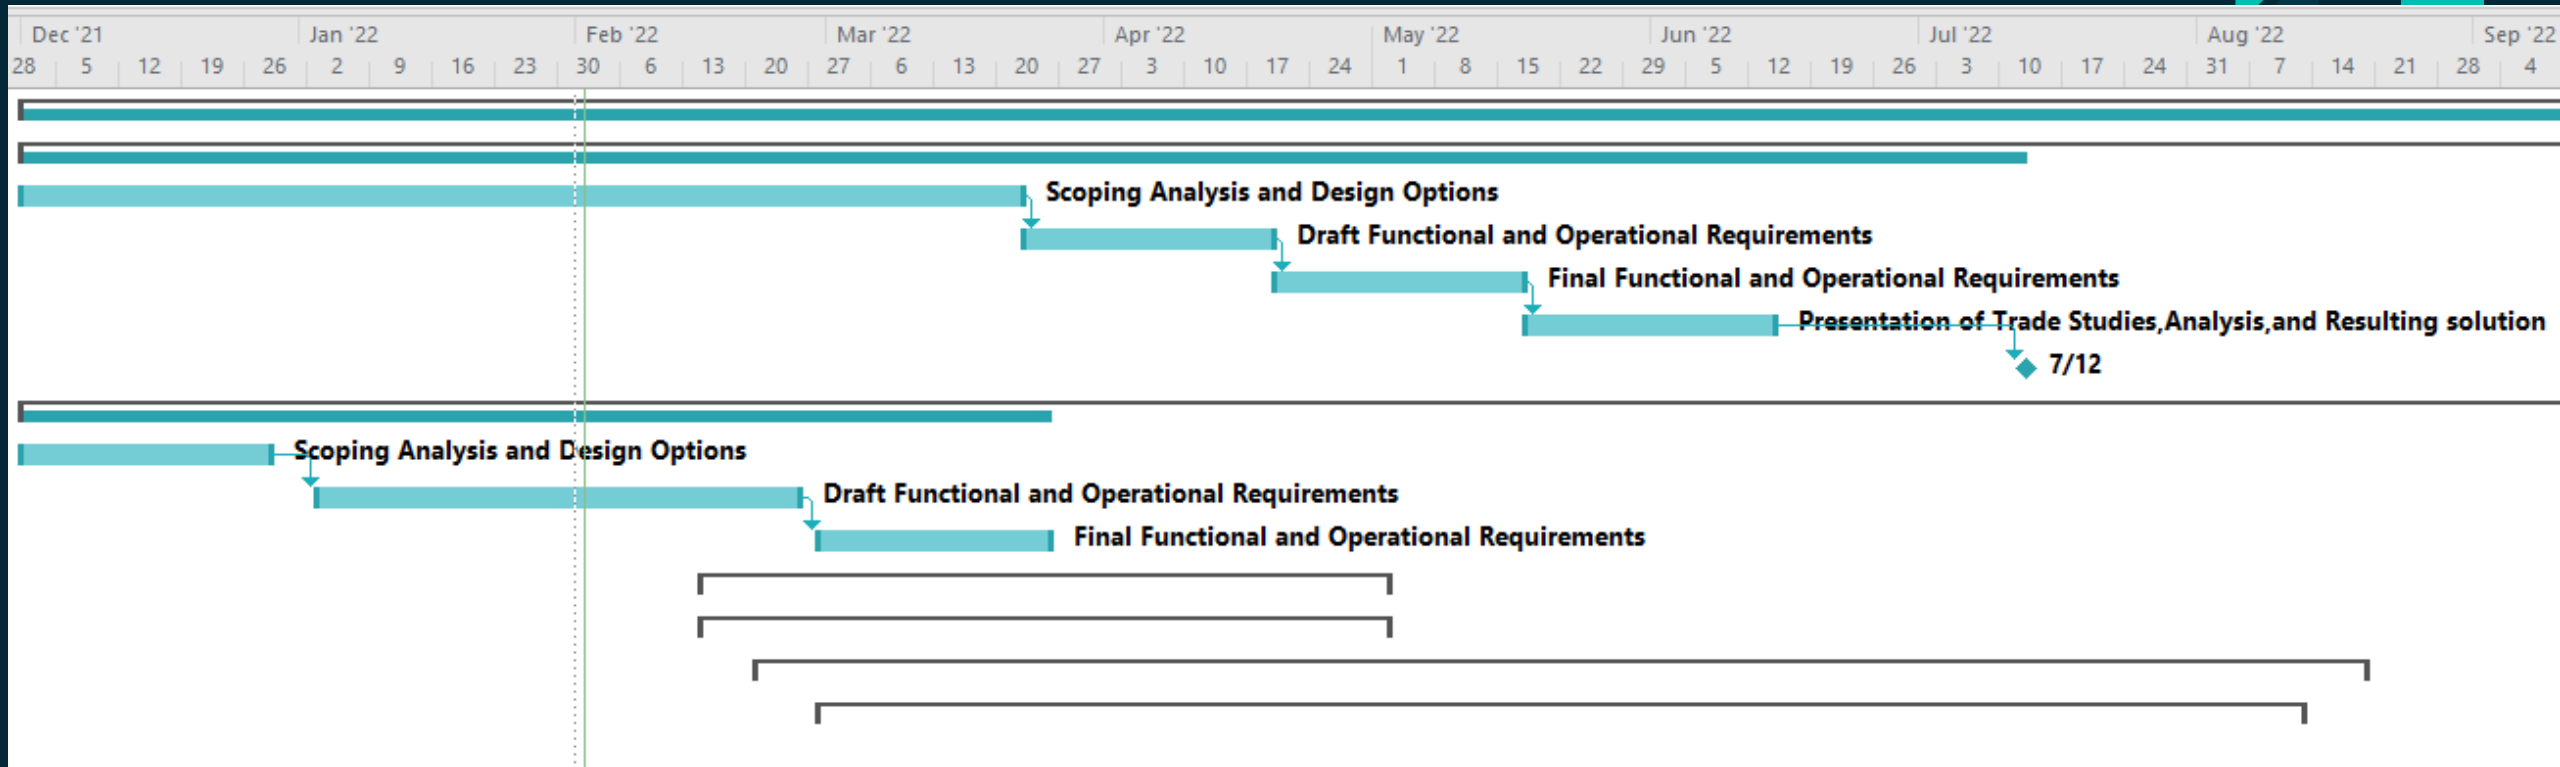 Dec '21 Jan '22 Feb '22 Mar '22 Apr '22 May '22 Jun '22 Jul '22 Aug '22 Sep '22
28 5 12 19 26 2 9 16 23 30 6 13 20 27 6 13 20 27 3 10 17 24 1 8 15 22 29 5 12 19 26 3 10 17 24 31 7 14 21 28 4
Scoping Analysis and Design Options
Draft Functional and Operational Requirements
Final Functional and Operational Requirements
Presentation of Trade Studies,Analysis,and Resulting solution
7/12
Scoping Analysis and Design Options
Draft Functional and Operational Requirements
Final Functional and Operational Requirements